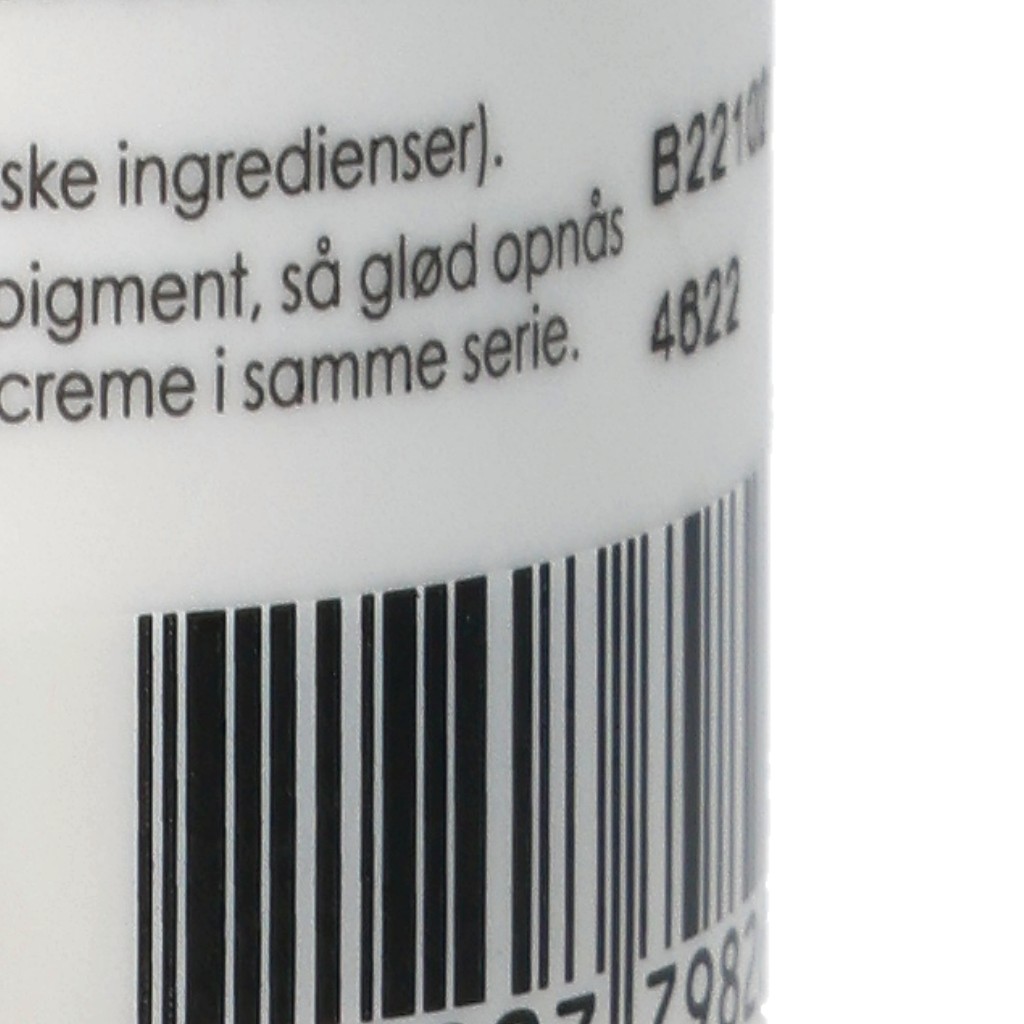 ske ingredienser).
pigment, så glød opnås
creme i samme serie.
4622